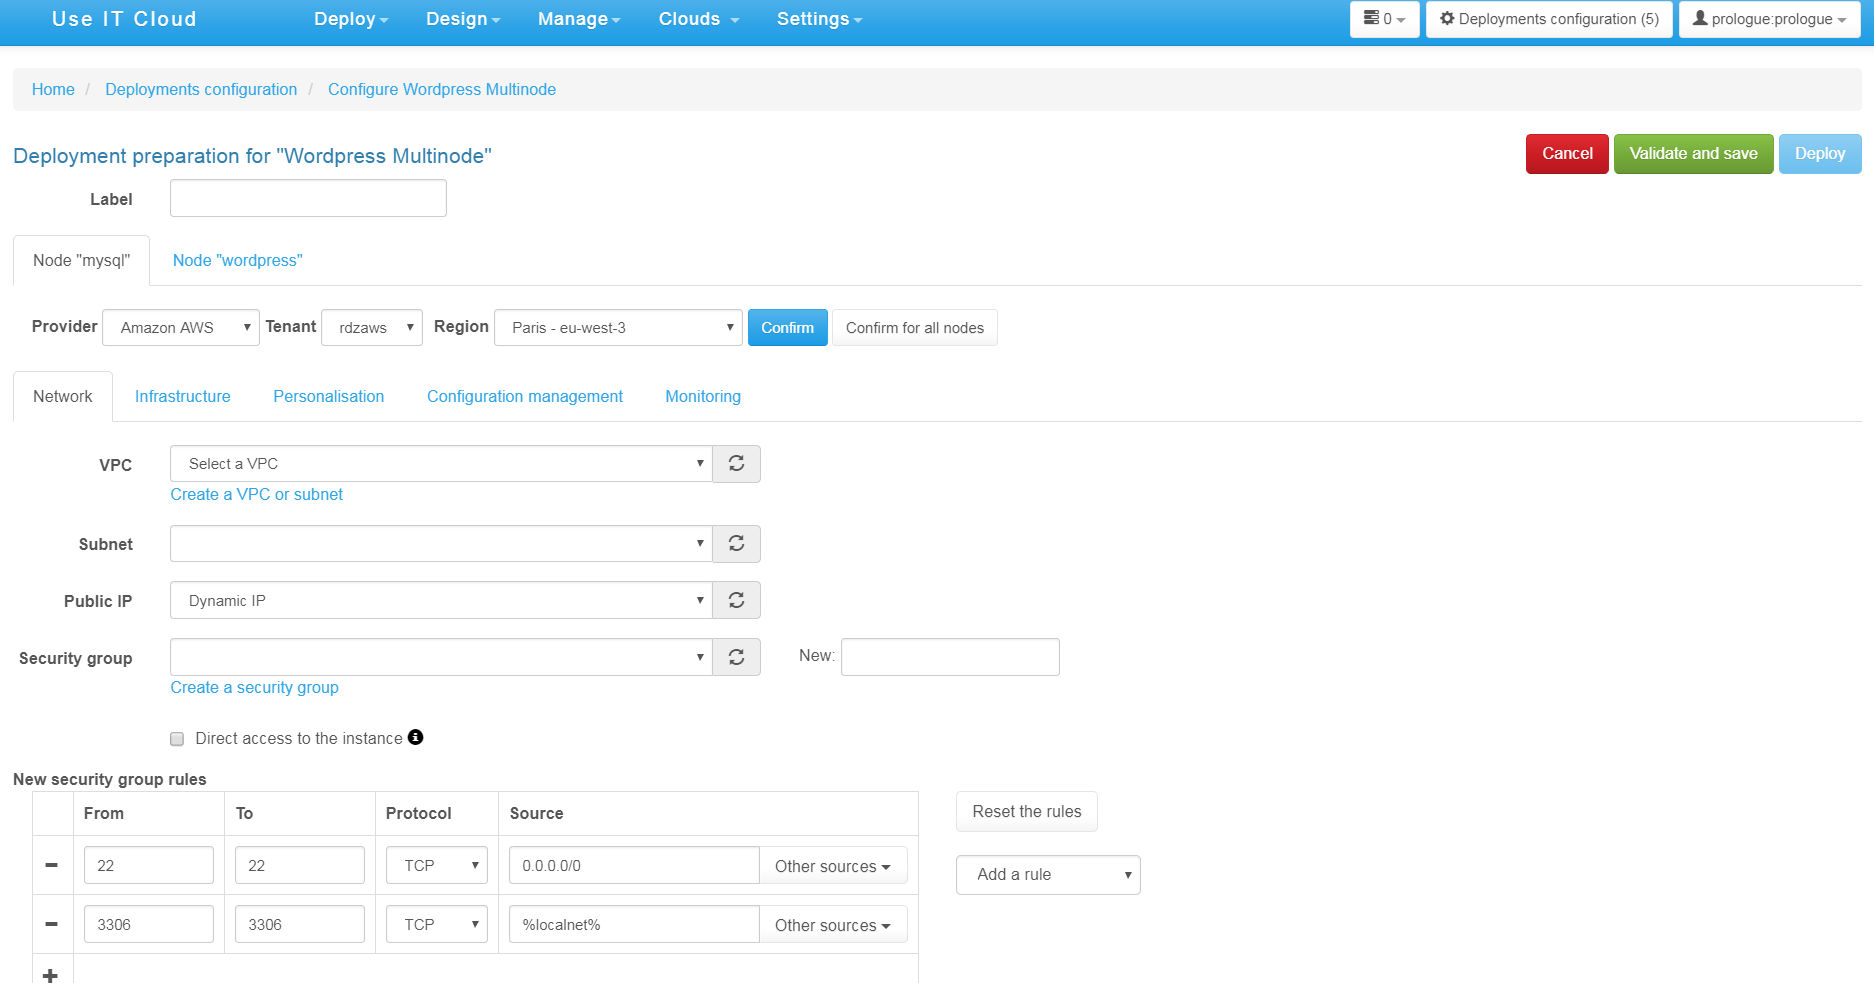 Use IT Cloud Deploy Design Manage Clouds Settings 0 Deployments configuration (5) prologue:prologue
Home / Deployments configuration / Configure Wordpress Multinode
Deployment preparation for "Wordpress Multinode" Cancel Validate and save Deploy
Label
Node "mysql" Node "wordpress"
Provider Amazon AWS Tenant rdzaws Region Paris - eu-west-3 Confirm Confirm for all nodes
Network Infrastructure Personalisation Configuration management Monitoring
VPC Select a VPC
Create a VPC or subnet
Subnet
Public IP Dynamic IP
Security group New:
Create a security group
Direct access to the instance
New security group rules
From To Protocol Source Reset the rules
22 22 TCP 0.0.0.0/0 Other sources Add a rule
3306 3306 TCP %localnet% Other sources